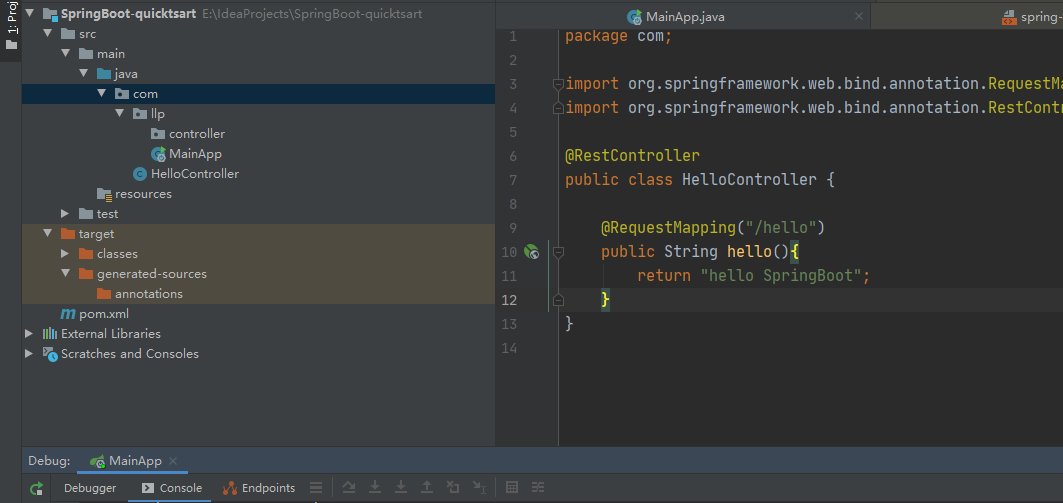 1: Proj
SpringBoot-quicktsart E:\IdeaProjects\SpringBoot-quicktsart
src
main
java
com
llp
controller
MainApp
HelloController
resources
test
target
classes
generated-sources
annotations
pom.xml
External Libraries
Scratches and Consoles
MainApp.java
spring-
1 package com;
2
3 import org.springframework.web.bind.annotation.RequestMa
4 import org.springframework.web.bind.annotation.RestContr
5
6 @RestController
7 public class HelloController {
8
9 @RequestMapping("/hello")
10 public String hello(){
11 return "hello SpringBoot";
12 }
13 }
14
Debug: MainApp
Debugger Console Endpoints